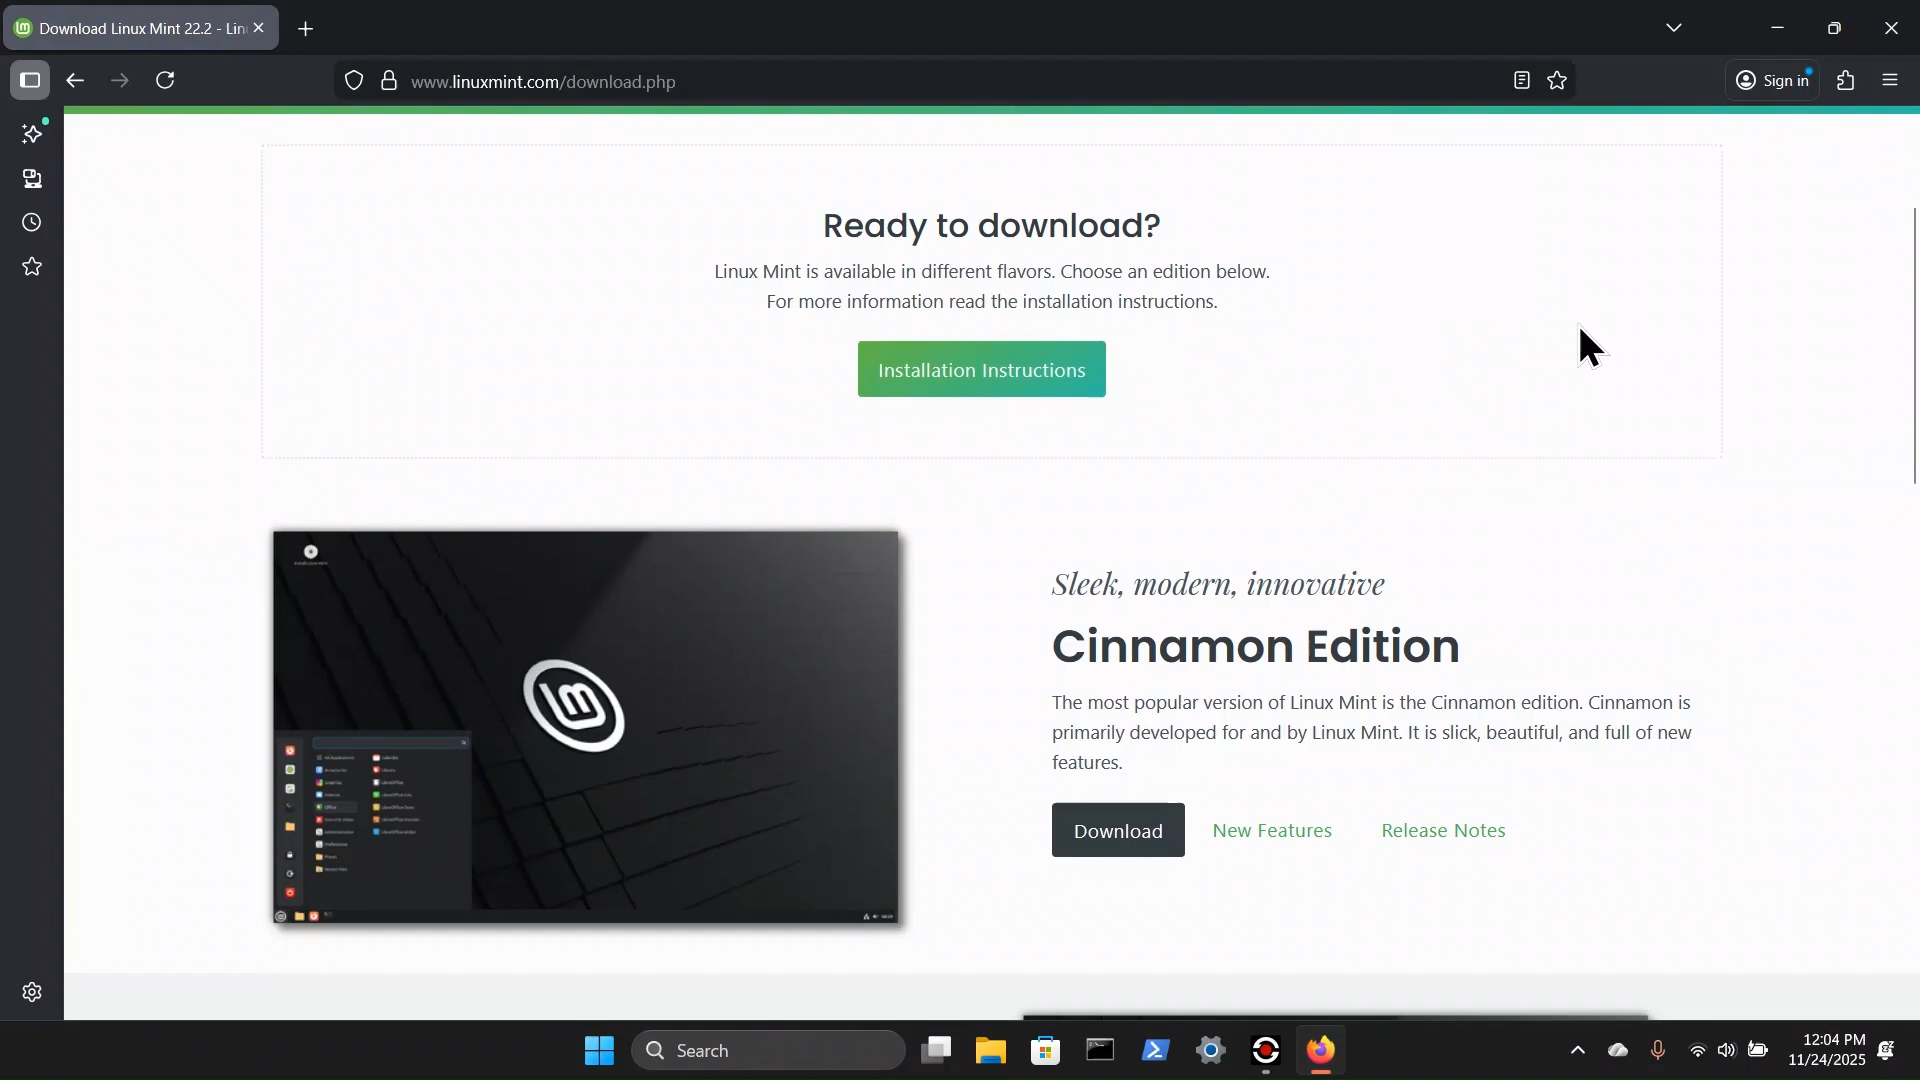 Download Linux Mint 22.2 - Lin
www.linuxmint.com/download.php
Sign in
Ready to download?
Linux Mint is available in different flavors. Choose an edition below.
For more information read the installation instructions.
Installation Instructions
Sleek, modern, innovative
Cinnamon Edition
The most popular version of Linux Mint is the Cinnamon edition. Cinnamon is
primarily developed for and by Linux Mint. It is slick, beautiful, and full of new
features.
Download
New Features
Release Notes
Search
12:04 PM
11/24/2025